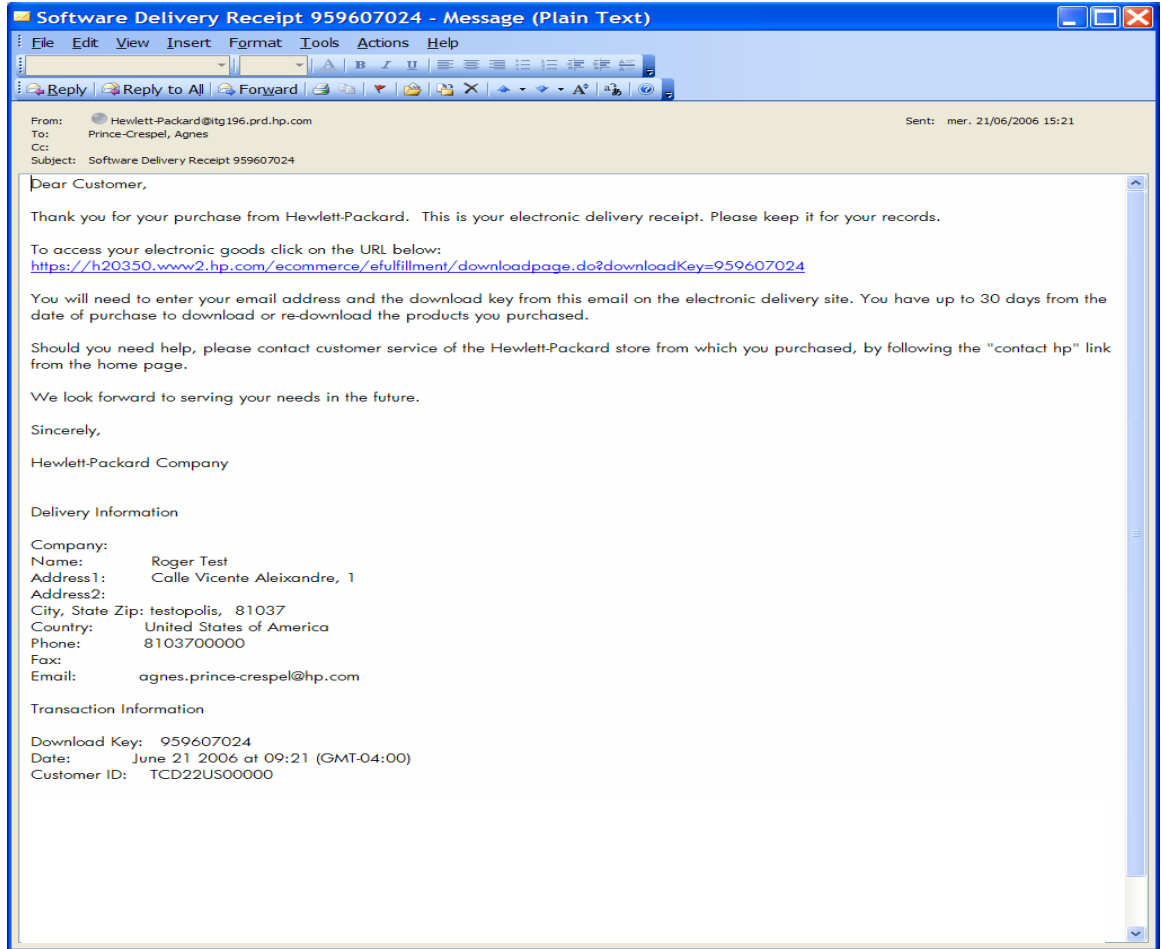 Software Delivery Receipt 959607024 - Message (Plain Text)
File Edit View Insert Format Tools Actions Help
A B I U
Reply Reply to All Forward
From: Hewlett-Packard@itg196.prd.hp.com Sent: mer. 21/06/2006 15:21
To: Prince-Crespel, Agnes
Cc:
Subject: Software Delivery Receipt 959607024
Dear Customer,
Thank you for your purchase from Hewlett-Packard. This is your electronic delivery receipt. Please keep it for your records.
To access your electronic goods click on the URL below:
https://h20350.www2.hp.com/ecommerce/efulfillment/downloadpage.do?downloadKey=959607024
You will need to enter your email address and the download key from this email on the electronic delivery site. You have up to 30 days from the
date of purchase to download or re-download the products you purchased.
Should you need help, please contact customer service of the Hewlett-Packard store from which you purchased, by following the "contact hp" link
from the home page.
We look forward to serving your needs in the future.
Sincerely,
Hewlett-Packard Company
Delivery Information
Company:
Name: Roger Test
Address1: Calle Vicente Aleixandre, 1
Address2:
City, State Zip: testopolis, 81037
Country: United States of America
Phone: 8103700000
Fax:
Email: agnes.prince-crespel@hp.com
Transaction Information
Download Key: 959607024
Date: June 21 2006 at 09:21 (GMT-04:00)
Customer ID: TCD22US00000